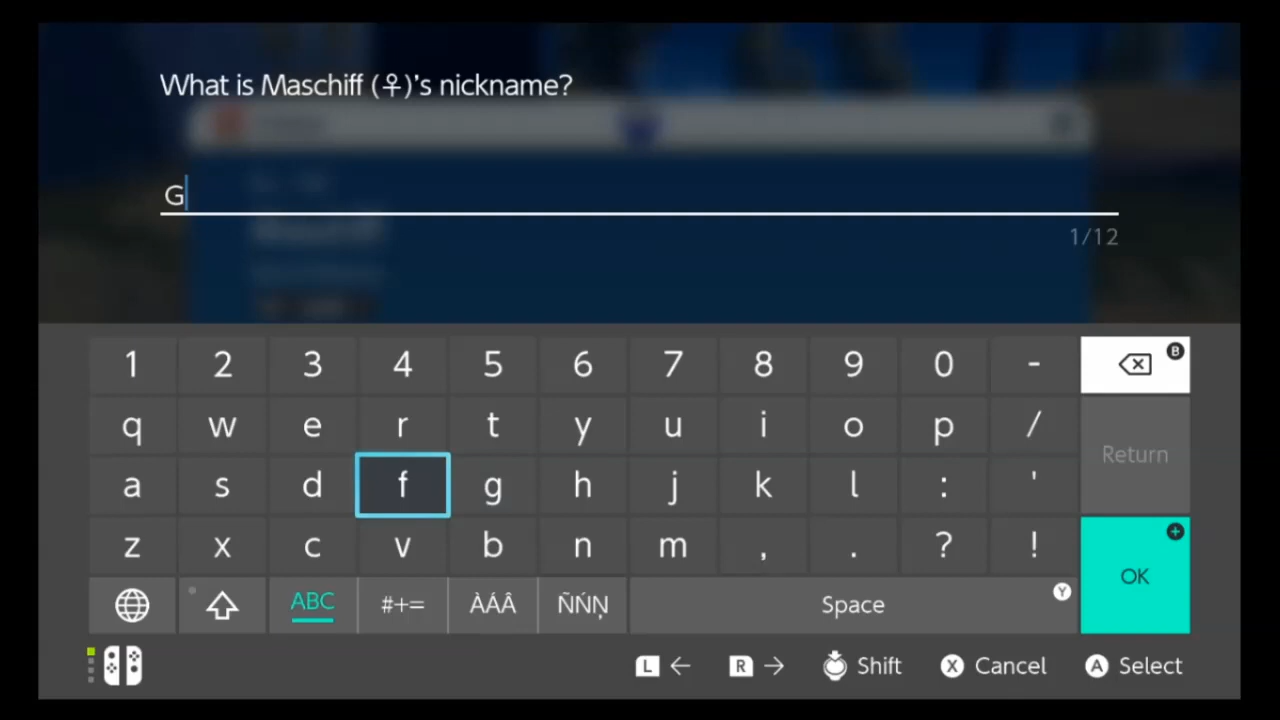 What is Maschiff (♀)'s nickname?
G
1/12
1 2 3 4 5 6 7 8 9 0 - B
q w e r t y u i o p / Return
a s d f g h j k l : '
z x c v b n m , . ? ! OK +
ABC #+= ÀÁÂ ÑŃŅ Space Y
L ← R → Shift X Cancel A Select